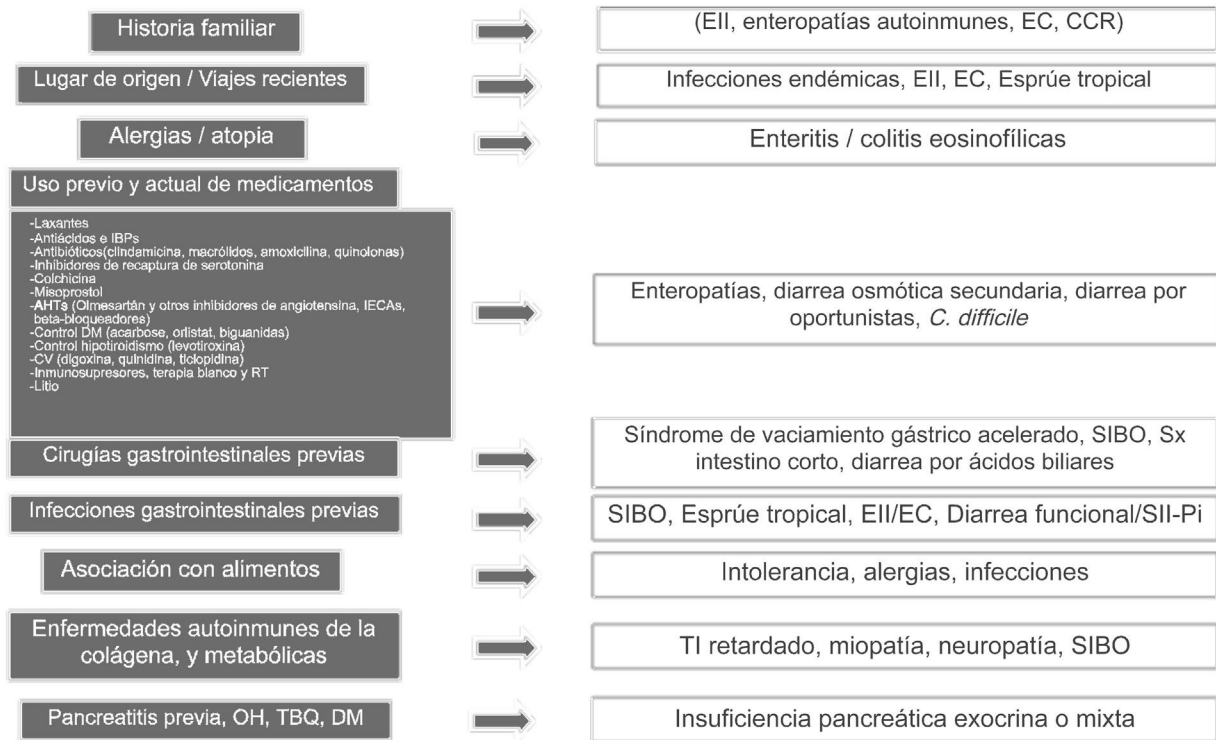 Historia familiar
(EII, enteropatías autoinmunes, EC, CCR)
Lugar de origen / Viajes recientes
Infecciones endémicas, EII, EC, Esprúe tropical
Alergias / atopia
Enteritis / colitis eosinofílicas
Uso previo y actual de medicamentos
-Laxantes
-Antiácidos e IBPs
-Antibióticos(clindamicina, macrólidos, amoxicilina, quinolonas)
-Inhibidores de recaptura de serotonina
-Colchicina
-Misoprostol
-AHTs (Olmesartán y otros inhibidores de angiotensina, IECAs,
beta-bloqueadores)
-Control DM (acarbose, orlistat, biguanidas)
-Control hipotiroidismo (levotiroxina)
-CV (digoxina, quinidina, ticlopidina)
-Inmunosupresores, terapia blanco y RT
-Litio
Enteropatías, diarrea osmótica secundaria, diarrea por
oportunistas, C. difficile
Cirugías gastrointestinales previas
Síndrome de vaciamiento gástrico acelerado, SIBO, Sx
intestino corto, diarrea por ácidos biliares
Infecciones gastrointestinales previas
SIBO, Esprúe tropical, EII/EC, Diarrea funcional/SII-Pi
Asociación con alimentos
Intolerancia, alergias, infecciones
Enfermedades autoinmunes de la
colágena, y metabólicas
TI retardado, miopatía, neuropatía, SIBO
Pancreatitis previa, OH, TBQ, DM
Insuficiencia pancreática exocrina o mixta